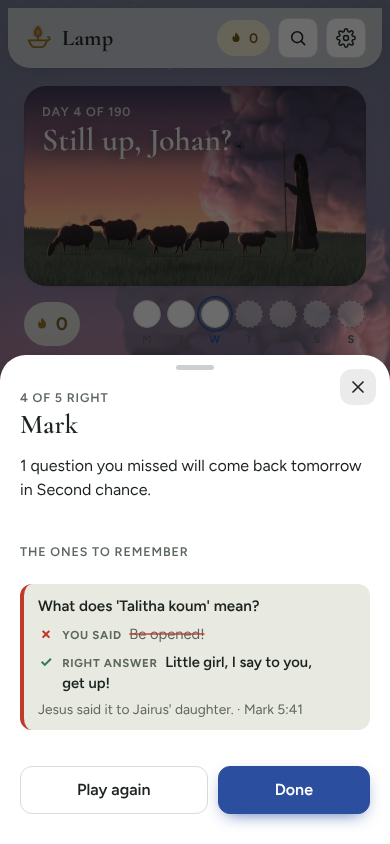 Lamp
0
DAY 4 OF 190
Still up, Johan?
0
M T W T F S S
4 OF 5 RIGHT
Mark
1 question you missed will come back tomorrow
in Second chance.
THE ONES TO REMEMBER
What does 'Talitha koum' mean?
YOU SAID Be opened!
RIGHT ANSWER Little girl, I say to you,
get up!
Jesus said it to Jairus' daughter. · Mark 5:41
Play again
Done